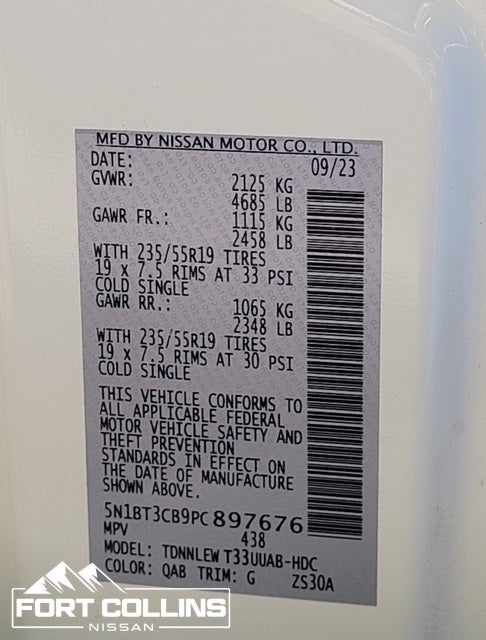 MFD BY NISSAN MOTOR CO., LTD.
DATE: 09/23
GVWR: 2125 KG
4685 LB
GAWR FR.: 1115 KG
2458 LB
WITH 235/55R19 TIRES
19 x 7.5 RIMS AT 33 PSI
COLD SINGLE
GAWR RR.: 1065 KG
2348 LB
WITH 235/55R19 TIRES
19 x 7.5 RIMS AT 30 PSI
COLD SINGLE
THIS VEHICLE CONFORMS TO
ALL APPLICABLE FEDERAL
MOTOR VEHICLE SAFETY AND
THEFT PREVENTION
STANDARDS IN EFFECT ON
THE DATE OF MANUFACTURE
SHOWN ABOVE.
5N1BT3CB9PC897676
MPV 438
MODEL: TDNNLEW T33UUAB-HDC
COLOR: QAB TRIM: G ZS30A
FORT COLLINS
NISSAN